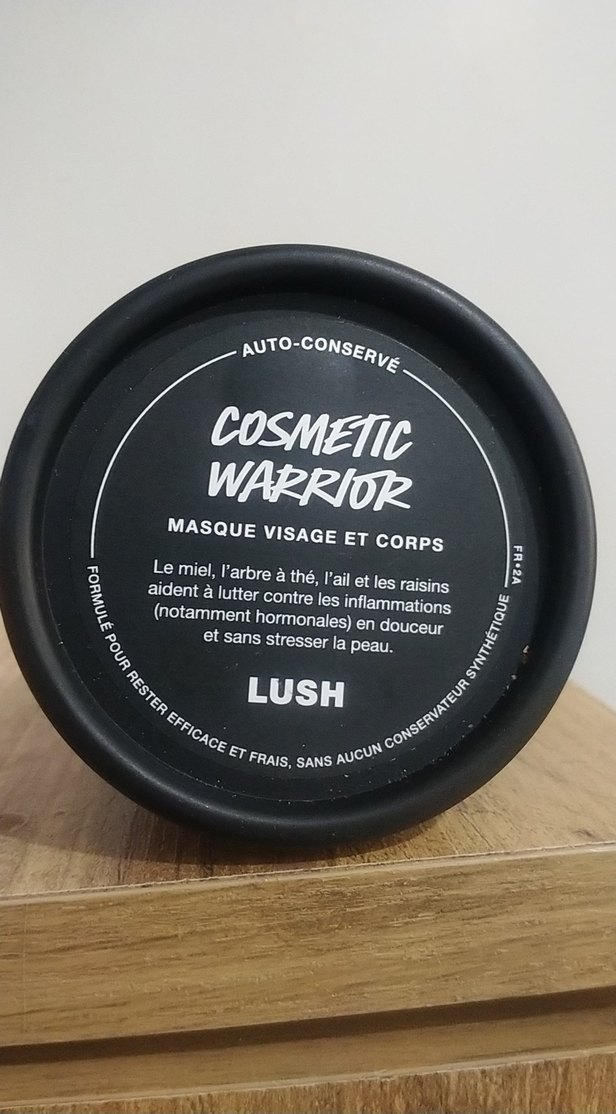 AUTO-CONSERVÉ
COSMETIC
WARRIOR
MASQUE VISAGE ET CORPS
Le miel, l'arbre à thé, l'ail et les raisins
aident à lutter contre les inflammations
(notamment hormonales) en douceur
et sans stresser la peau.
LUSH
FORMULÉ POUR RESTER EFFICACE ET FRAIS, SANS AUCUN CONSERVATEUR SYNTHÉTIQUE
FR•2A